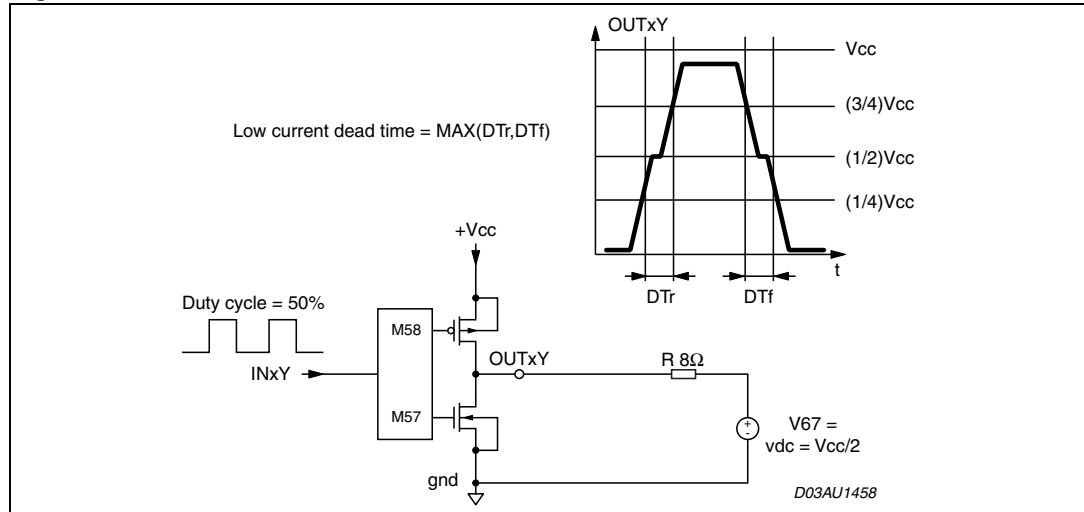 OUTxY
Vcc
(3/4)Vcc
Low current dead time = MAX(DTr,DTf)
(1/2)Vcc
(1/4)Vcc
+Vcc
t
DTr
DTf
Duty cycle = 50%
M58
OUTxY
R 8Ω
INxY
M57
+
-
V67 =
vdc = Vcc/2
gnd
D03AU1458